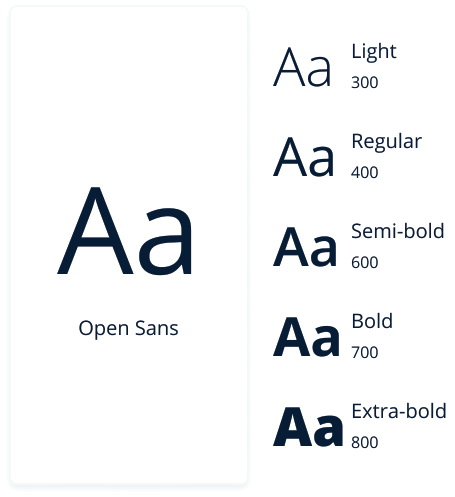 Aa
Open Sans
Aa
Light
300
Aa
Regular
400
Aa
Semi-bold
600
Aa
Bold
700
Aa
Extra-bold
800